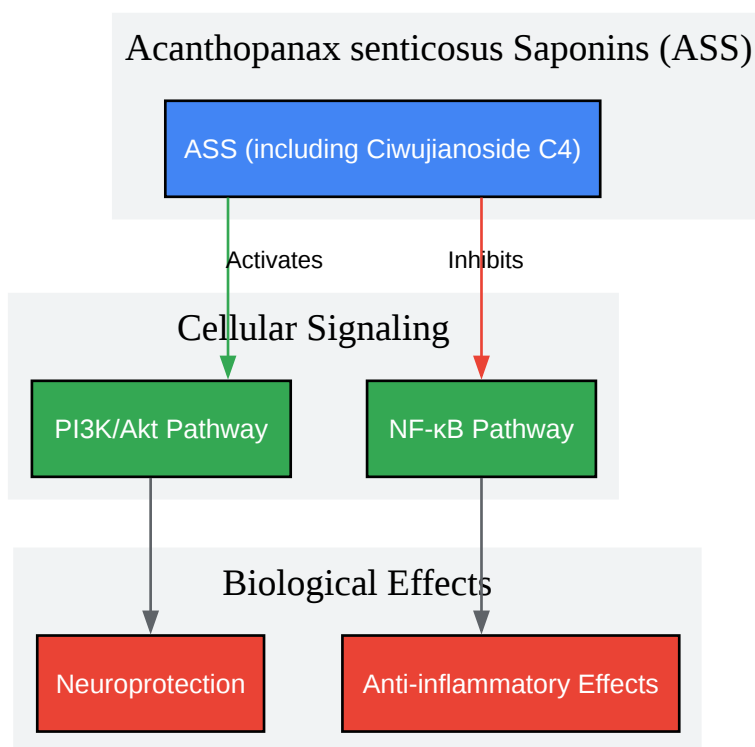 Acanthopanax senticosus Saponins (ASS)
ASS (including Ciwujianoside C4)
Activates
Inhibits
Cellular Signaling
PI3K/Akt Pathway
NF-κB Pathway
Biological Effects
Neuroprotection
Anti-inflammatory Effects